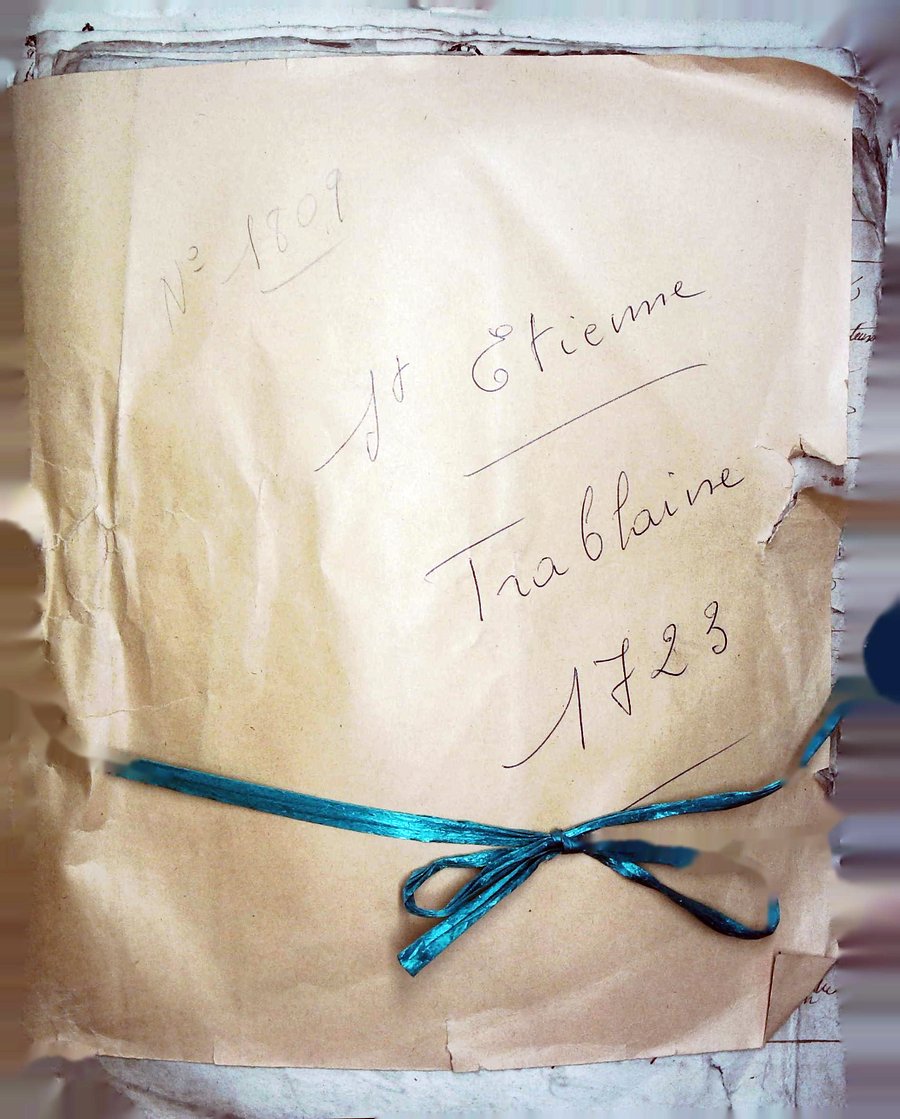 N° 1809
St Etienne
Trablaine
1723